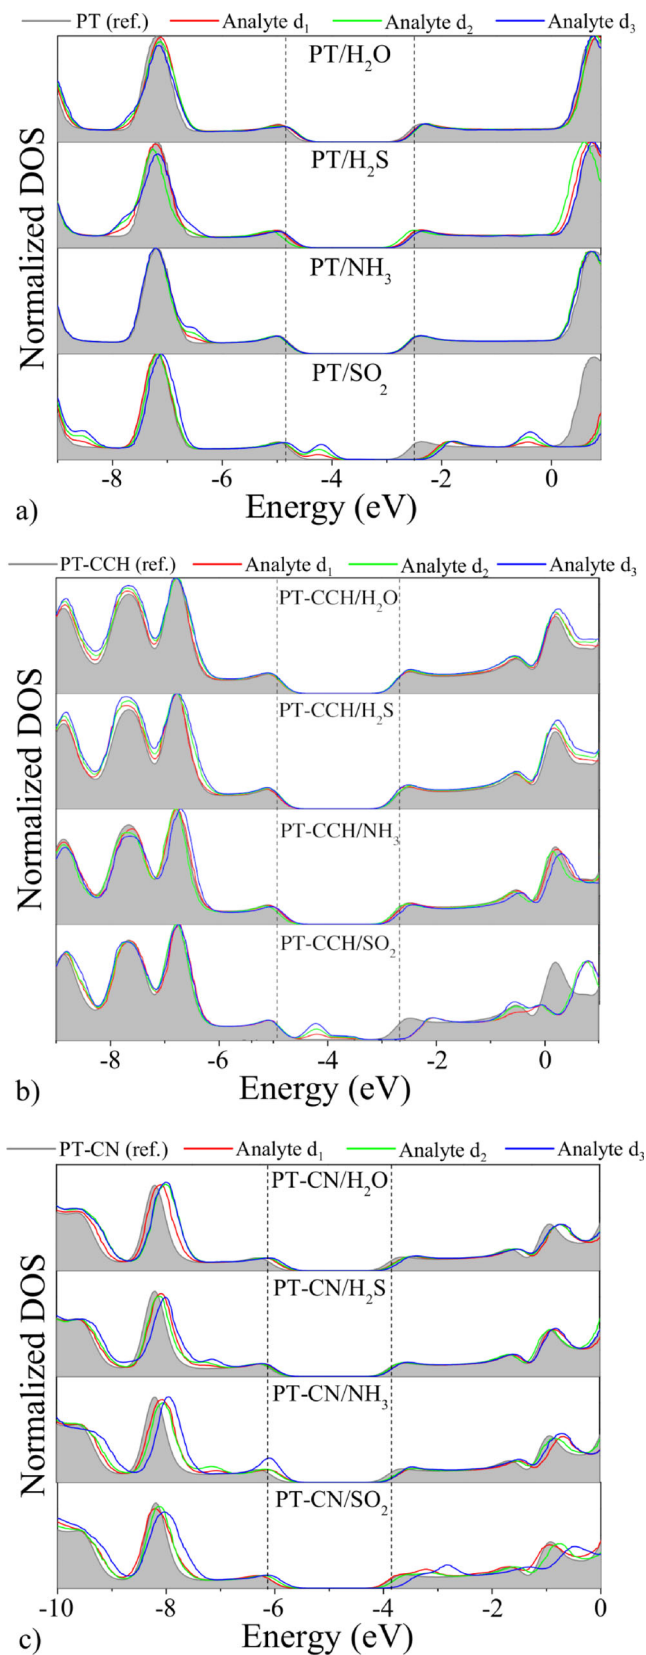 PT (ref.) Analyte d₁ Analyte d₂ Analyte d₃
PT/H₂O
PT/H₂S
PT/NH₃
PT/SO₂
Normalized DOS
-8 -6 -4 -2 0
Energy (eV)
a)
PT-CCH (ref.) Analyte d₁ Analyte d₂ Analyte d₃
PT-CCH/H₂O
PT-CCH/H₂S
PT-CCH/NH₃
PT-CCH/SO₂
Normalized DOS
-8 -6 -4 -2 0
Energy (eV)
b)
PT-CN (ref.) Analyte d₁ Analyte d₂ Analyte d₃
PT-CN/H₂O
PT-CN/H₂S
PT-CN/NH₃
PT-CN/SO₂
Normalized DOS
-10 -8 -6 -4 -2 0
Energy (eV)
c)